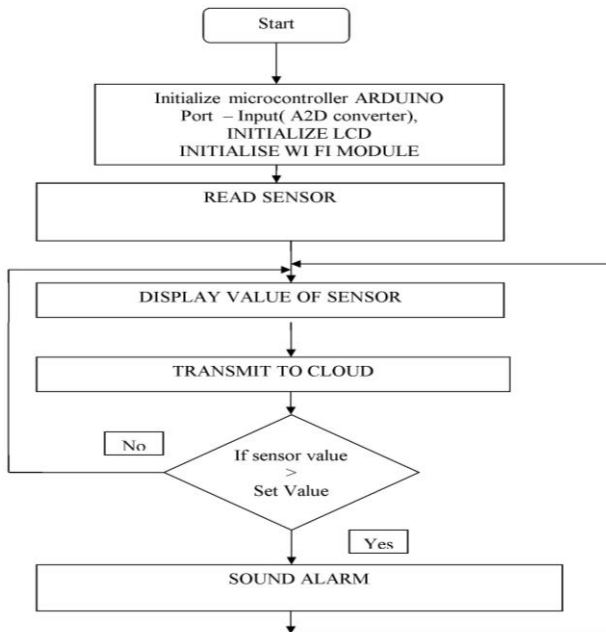 Start
Initialize microcontroller ARDUINO
Port – Input( A2D converter),
INITIALIZE LCD
INITIALISE WI FI MODULE
READ SENSOR
DISPLAY VALUE OF SENSOR
TRANSMIT TO CLOUD
No
If sensor value
>
Set Value
Yes
SOUND ALARM